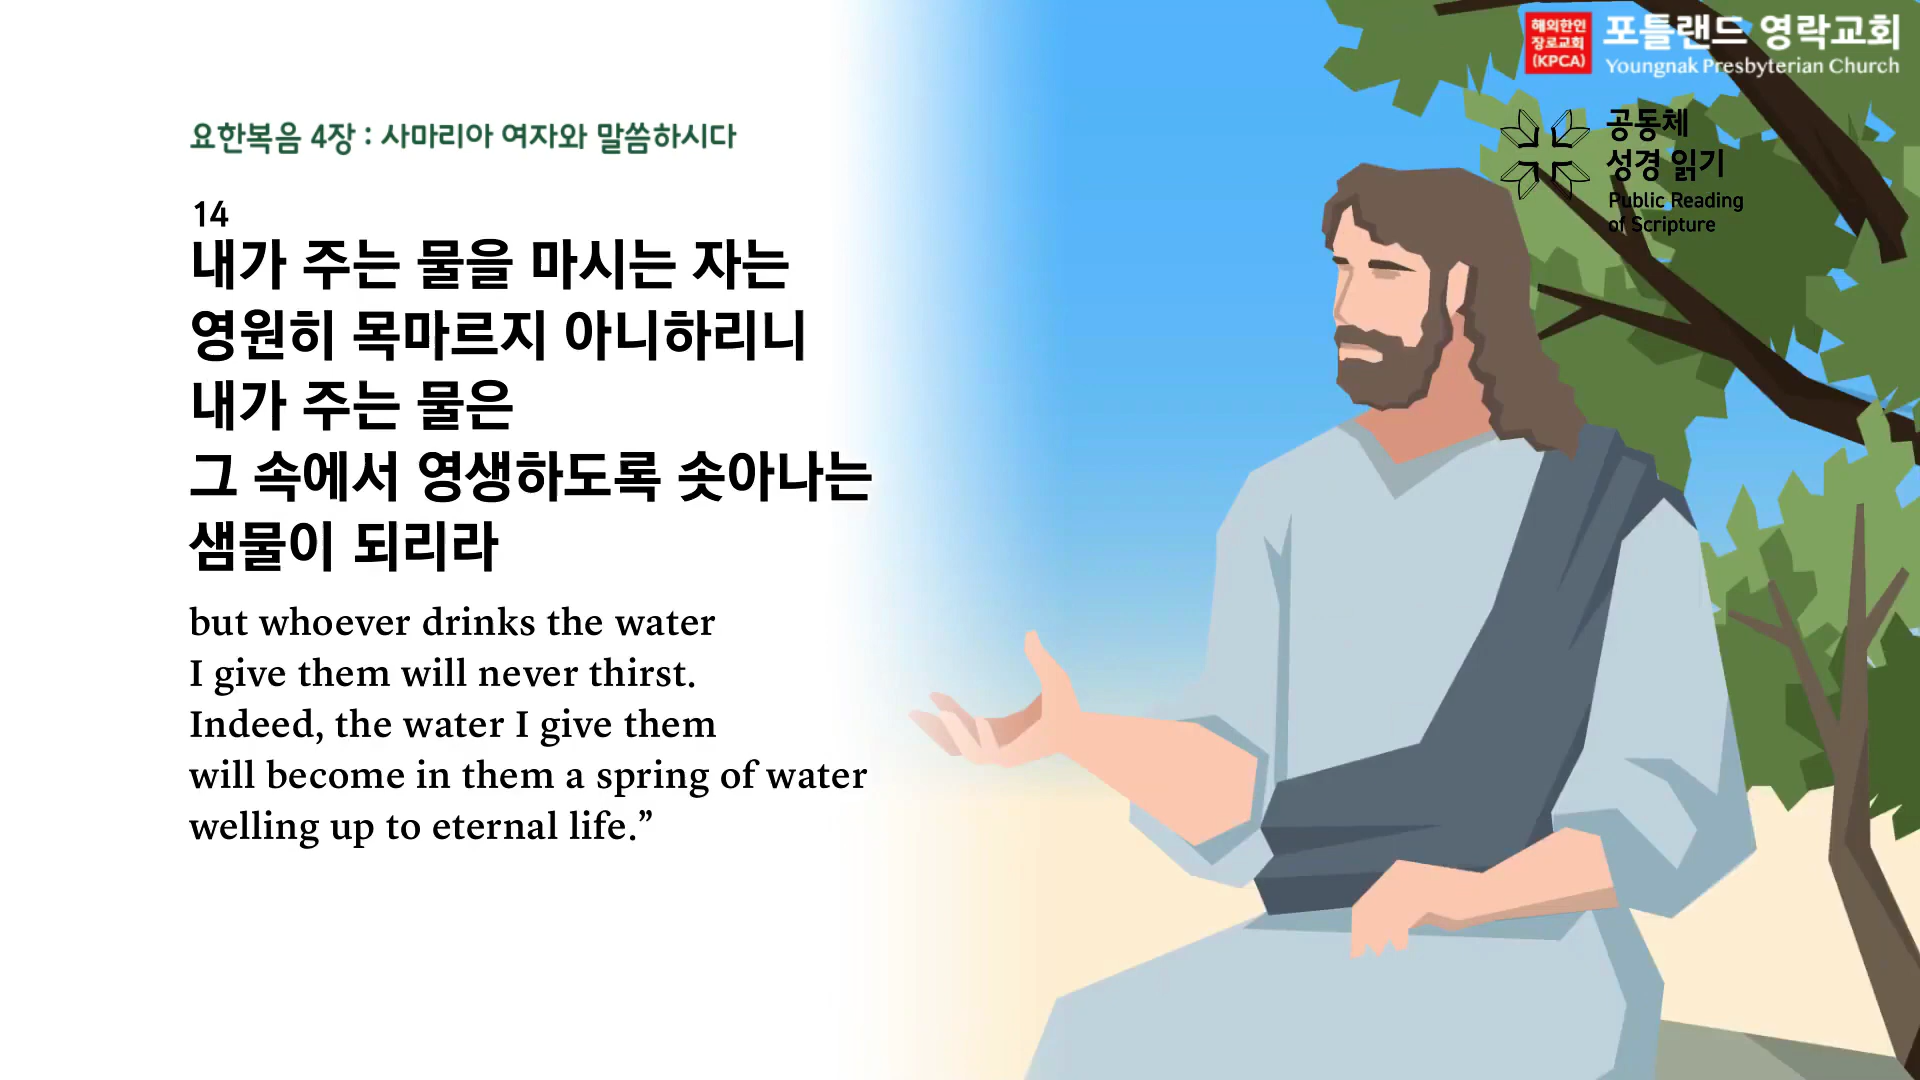 해외한인
장로교회
(KPCA)
포틀랜드 영락교회
Youngnak Presbyterian Church
공동체
성경 읽기
Public Reading
of Scripture
요한복음 4장 : 사마리아 여자와 말씀하시다
14
내가 주는 물을 마시는 자는
영원히 목마르지 아니하리니
내가 주는 물은
그 속에서 영생하도록 솟아나는
샘물이 되리라
but whoever drinks the water
I give them will never thirst.
Indeed, the water I give them
will become in them a spring of water
welling up to eternal life.”